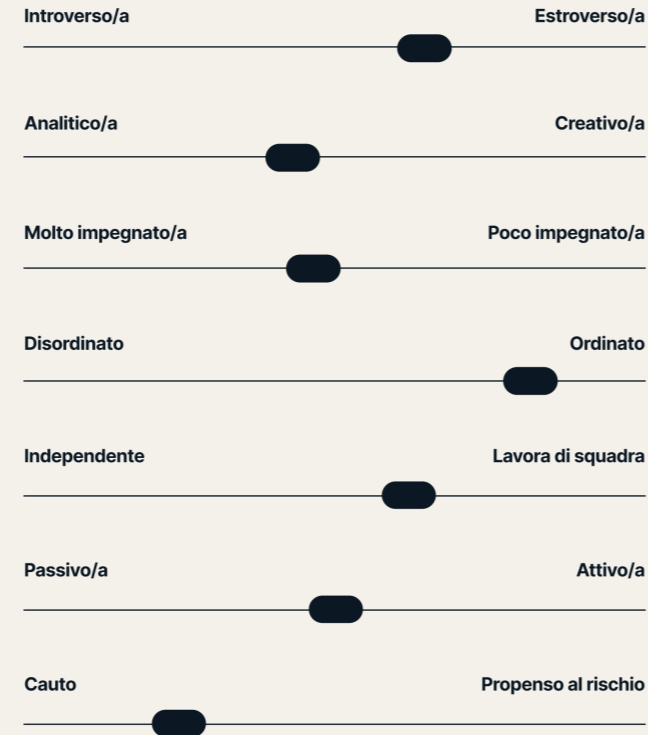 Introverso/a Estroverso/a
Analitico/a Creativo/a
Molto impegnato/a Poco impegnato/a
Disordinato Ordinato
Independente Lavora di squadra
Passivo/a Attivo/a
Cauto Propenso al rischio